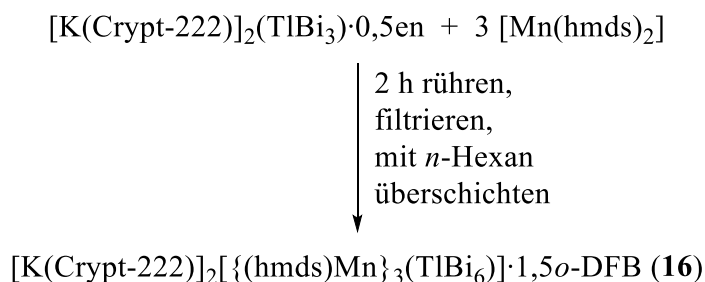 [K(Crypt-222)]₂(TlBi₃)·0,5en + 3 [Mn(hmds)₂]
2 h rühren,
filtrieren,
mit n-Hexan
überschichten
[K(Crypt-222)]₂[{(hmds)Mn}₃(TlBi₆)]·1,5o-DFB (16)